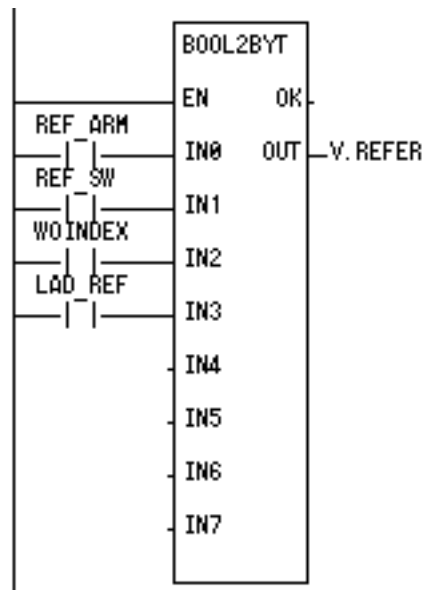 BOOL2BYT
EN OK
REF_ARM
IN0 OUT V.REFER
REF_SW
IN1
WOINDEX
IN2
LAD_REF
IN3
IN4
IN5
IN6
IN7